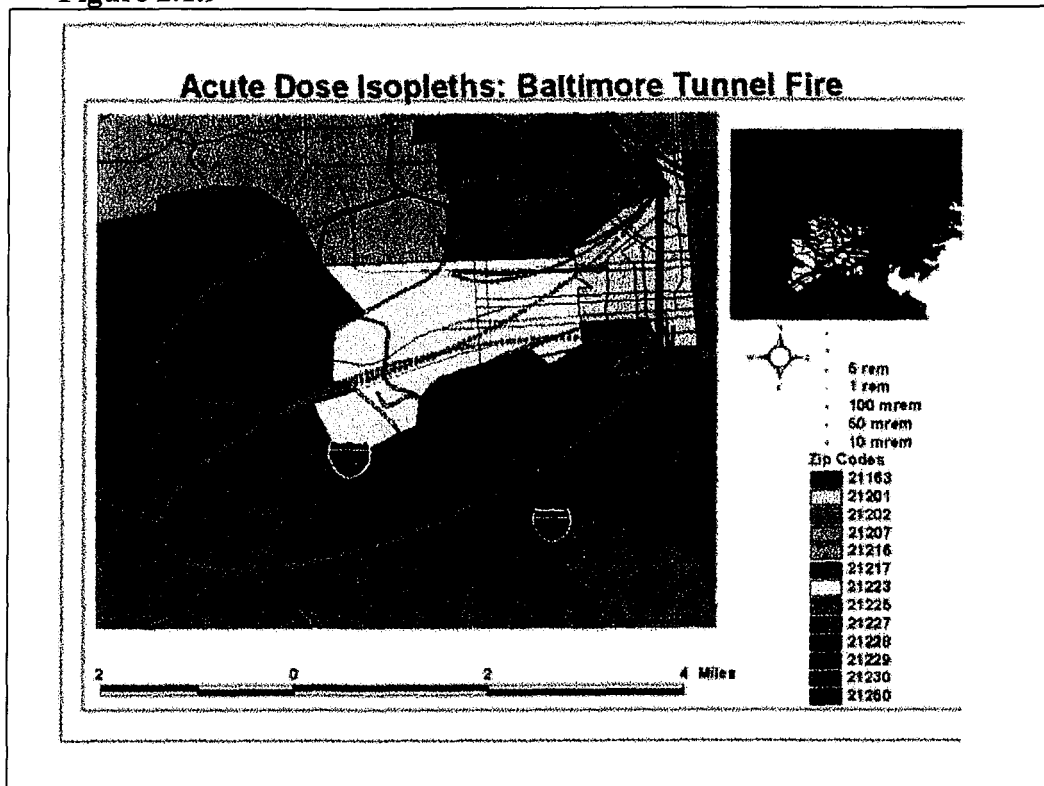 Acute Dose Isopleths: Baltimore Tunnel Fire
5 rem
1 rem
100 mrem
50 mrem
10 mrem
Zip Codes
21163
21201
21202
21207
21216
21217
21223
21225
21227
21228
21229
21230
21250
2 0 2 4 Miles